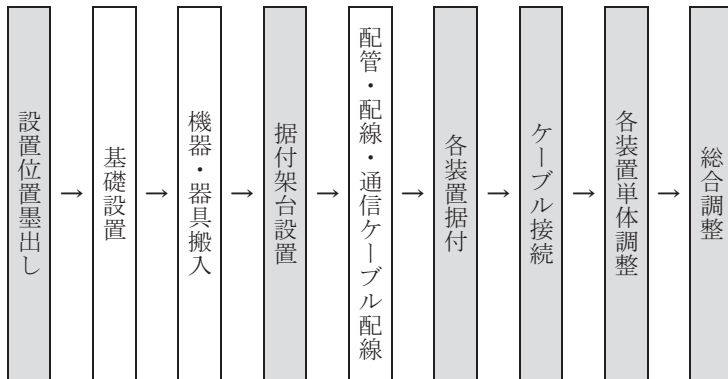 設置位置墨出し
→
基礎設置
→
機器・器具搬入
→
据付架台設置
→
配管・配線・通信ケーブル配線
→
各装置据付
→
ケーブル接続
→
各装置単体調整
→
総合調整